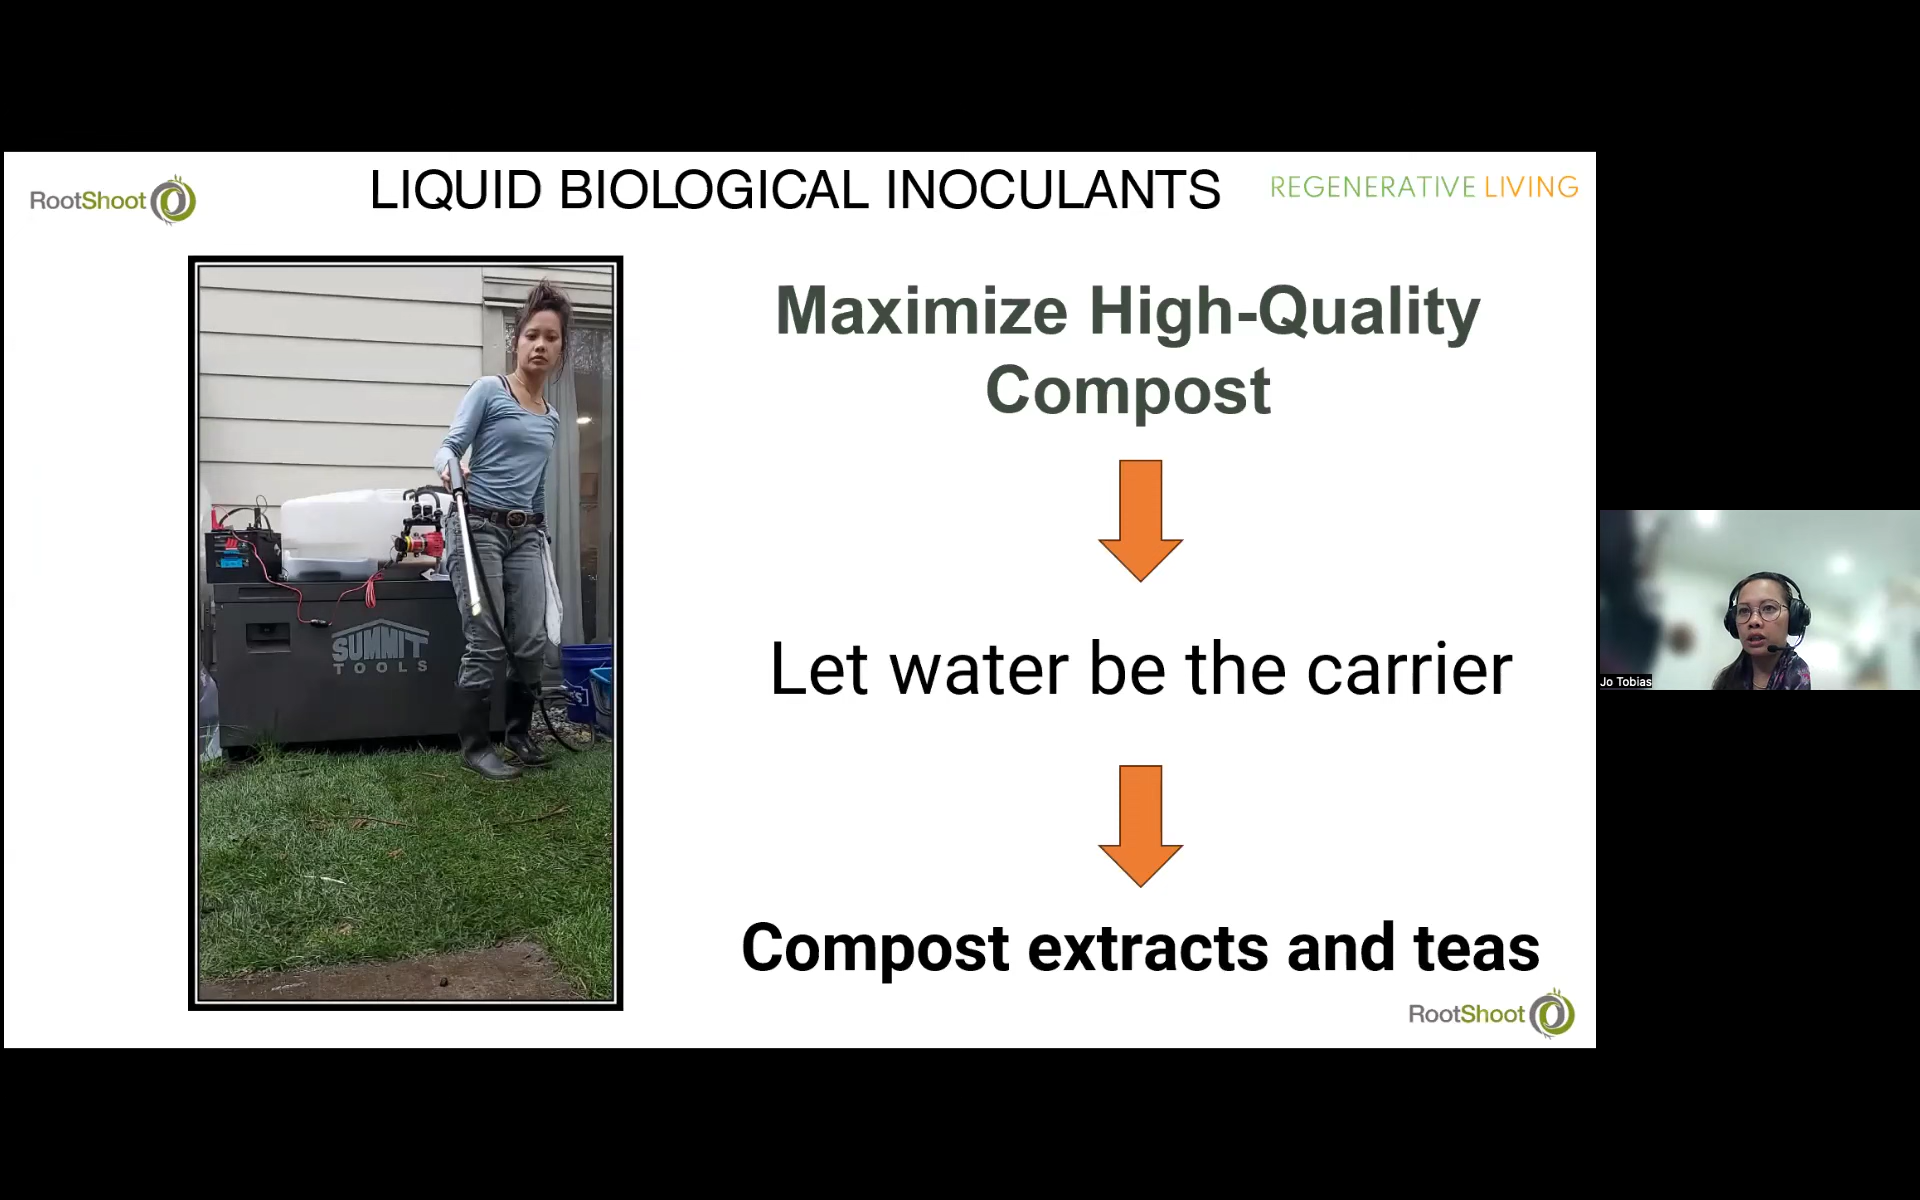 RootShoot
LIQUID BIOLOGICAL INOCULANTS
REGENERATIVE LIVING
Maximize High-Quality
Compost
SUMMIT
TOOLS
Let water be the carrier
Jo Tobias
Compost extracts and teas
RootShoot